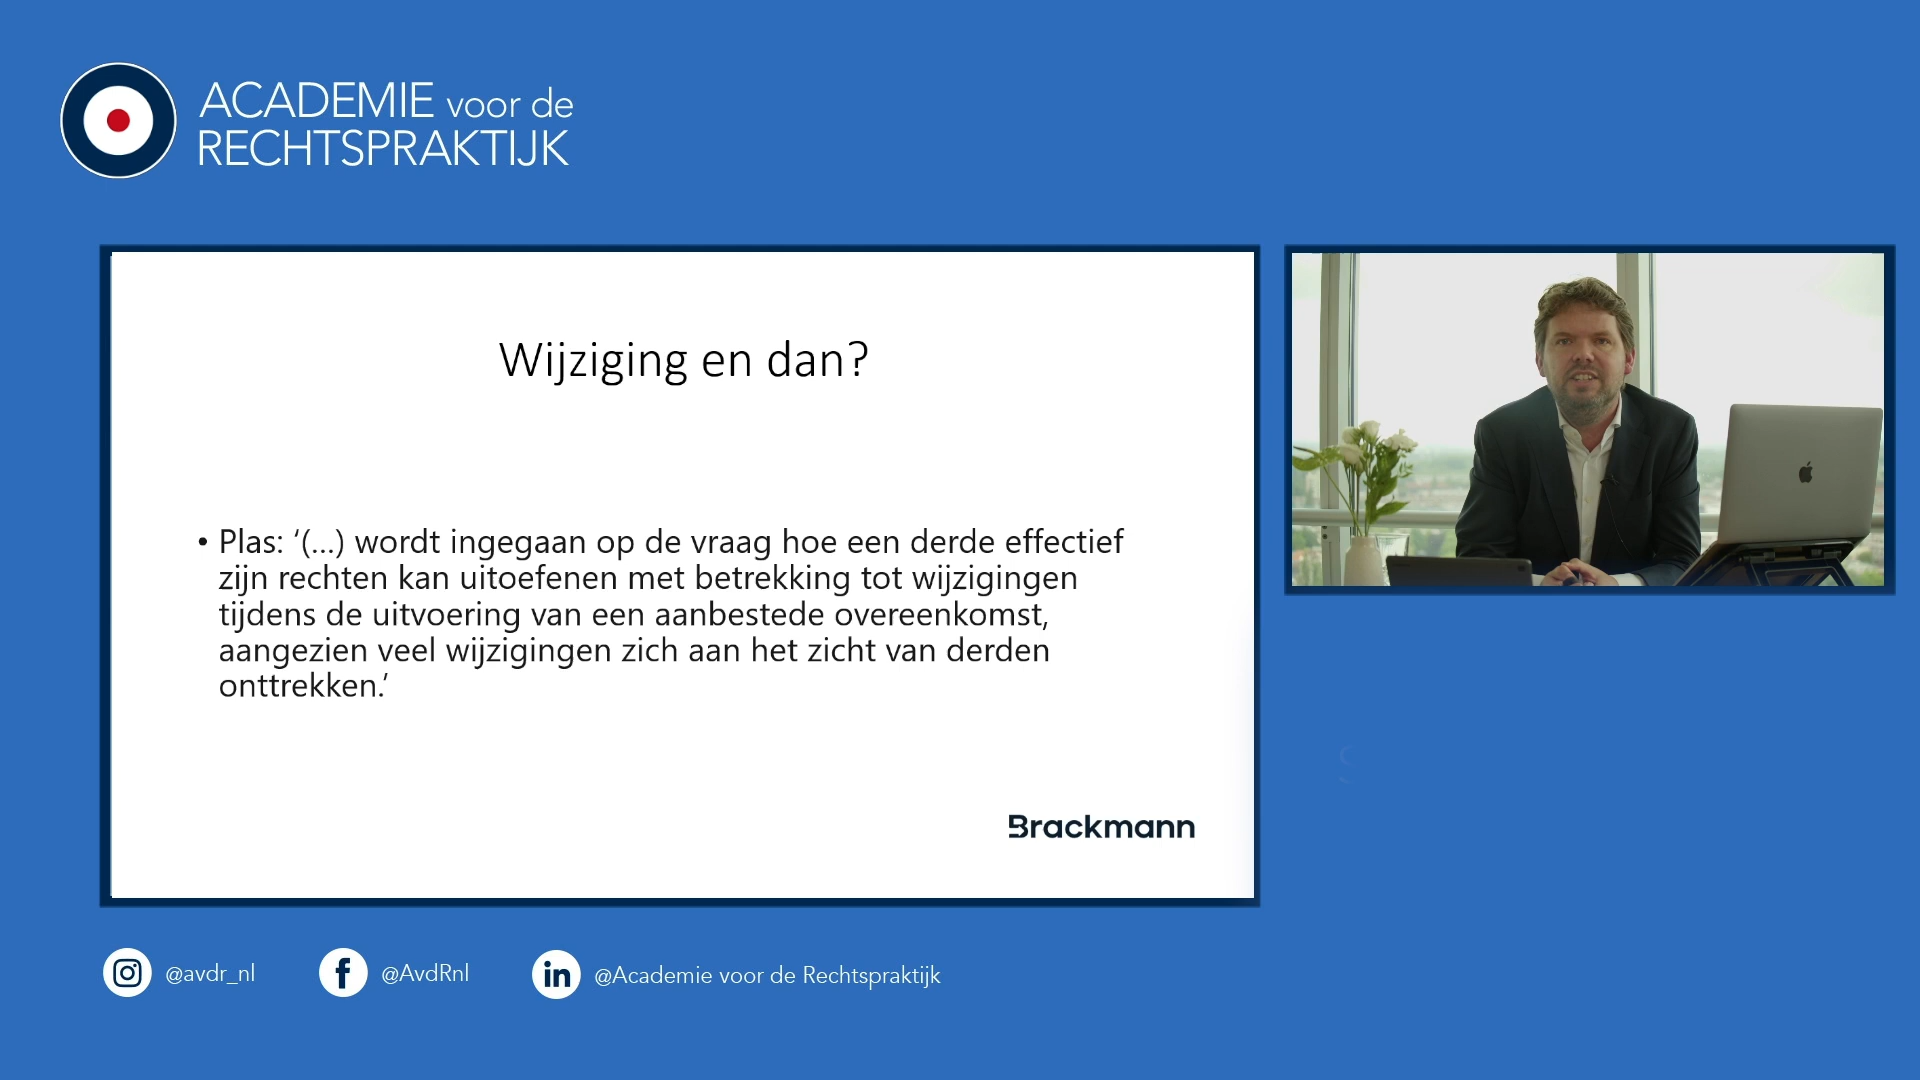 ACADEMIE voor de
RECHTSPRAKTIJK
Wijziging en dan?
• Plas: ‘(…) wordt ingegaan op de vraag hoe een derde effectief
zijn rechten kan uitoefenen met betrekking tot wijzigingen
tijdens de uitvoering van een aanbestede overeenkomst,
aangezien veel wijzigingen zich aan het zicht van derden
onttrekken.’
Brackmann
@avdr_nl
@AvdRnl
@Academie voor de Rechtspraktijk